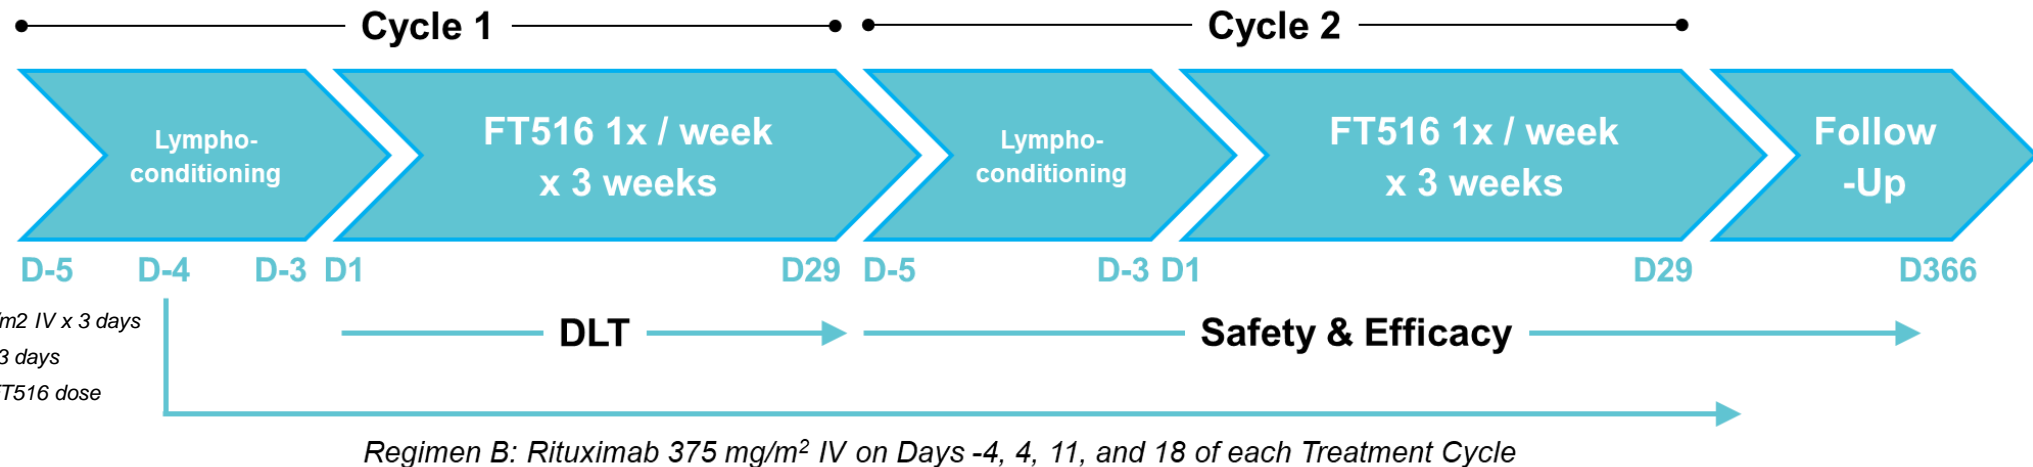 Cycle 1
Cycle 2
Lympho-
conditioning
FT516 1x / week
x 3 weeks
Lympho-
conditioning
FT516 1x / week
x 3 weeks
Follow
-Up
D-5 D-4 D-3 D1 D29 D-5 D-3 D1 D29 D366
/m2 IV x 3 days
3 days
FT516 dose
DLT
Safety & Efficacy
Regimen B: Rituximab 375 mg/m² IV on Days -4, 4, 11, and 18 of each Treatment Cycle